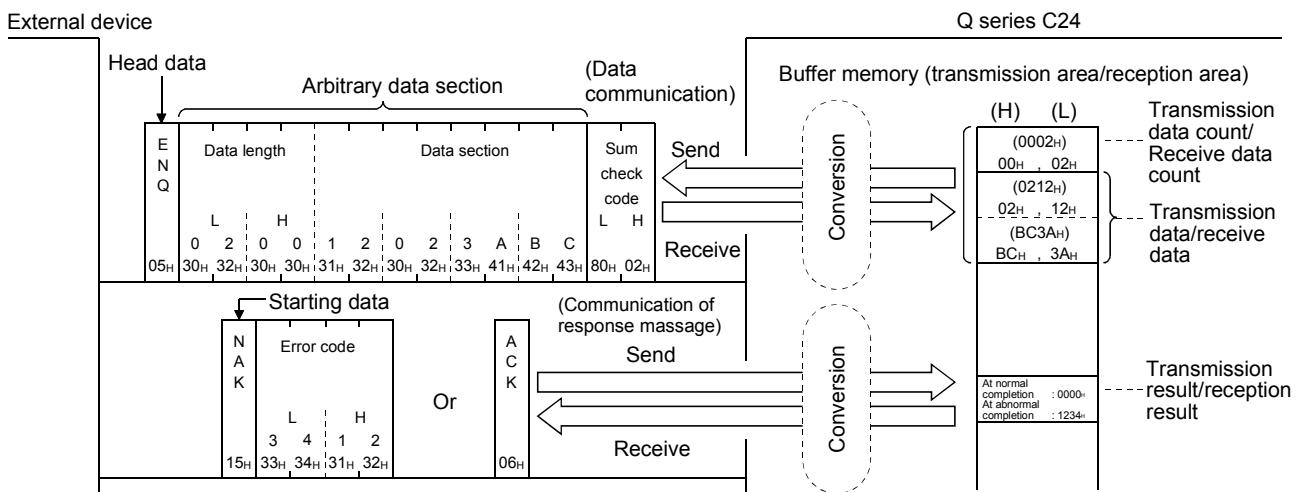 External device
Q series C24
Head data
Arbitrary data section
(Data
communication)
E
N
Q
Data length
Data section
Sum
check
code
L H L H
0 2 0 0 1 2 0 2 3 A B C
05H 30H 32H 30H 30H 31H 32H 30H 32H 33H 41H 42H 43H 80H 02H
Send
Receive
Conversion
Buffer memory (transmission area/reception area)
(H) (L)
(0002H)
00H , 02H
(0212H)
02H , 12H
(BC3AH)
BCH , 3AH
Transmission
data count/
Receive data
count
Transmission
data/receive
data
Starting data
(Communication of
response massage)
N
A
K
Error code
L H
3 4 1 2
15H 33H 34H 31H 32H
Or
A
C
K
06H
Send
Receive
Conversion
At normal
completion : 0000H
At abnormal
completion : 1234H
Transmission
result/reception
result